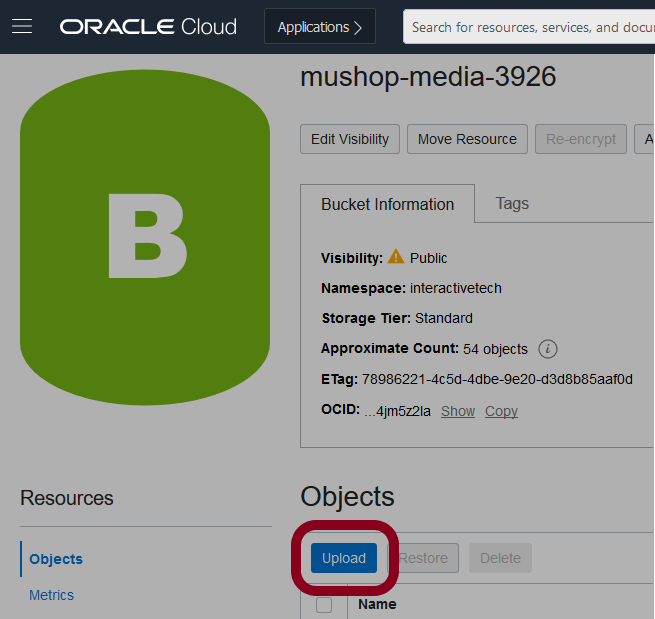 ORACLE Cloud
Applications
Search for resources, services, and docu
B
mushop-media-3926
Edit Visibility
Move Resource
Re-encrypt
A
Bucket Information
Tags
Visibility: Public
Namespace: interactivetech
Storage Tier: Standard
Approximate Count: 54 objects i
ETag: 78986221-4c5d-4dbe-9e20-d3d8b85aaf0d
OCID: ...4jm5z2la Show Copy
Resources
Objects
Metrics
Objects
Upload
Restore
Delete
Name